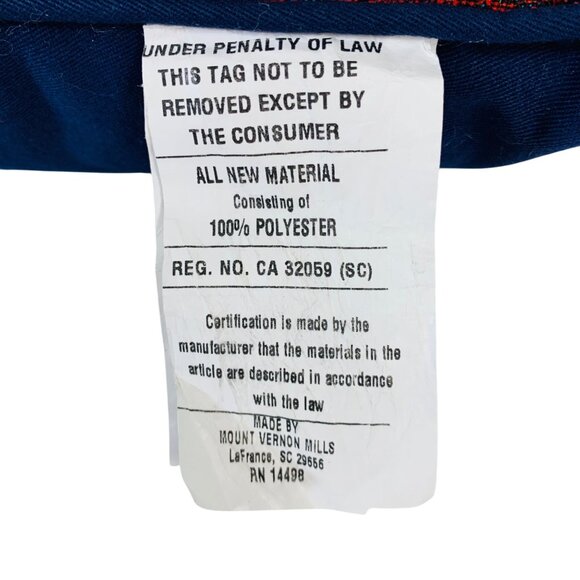 UNDER PENALTY OF LAW
THIS TAG NOT TO BE
REMOVED EXCEPT BY
THE CONSUMER
ALL NEW MATERIAL
Consisting of
100% POLYESTER
REG. NO. CA 32059 (SC)
Certification is made by the
manufacturer that the materials in the
article are described in accordance
with the law
MADE BY
MOUNT VERNON MILLS
LaFrance, SC 29656
RN 14498